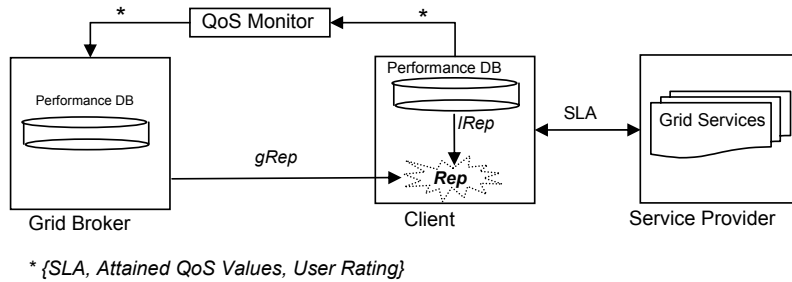 *
QoS Monitor
*
Performance DB
Performance DB
lRep
gRep
Rep
SLA
Grid Services
Grid Broker
Client
Service Provider
* {SLA, Attained QoS Values, User Rating}